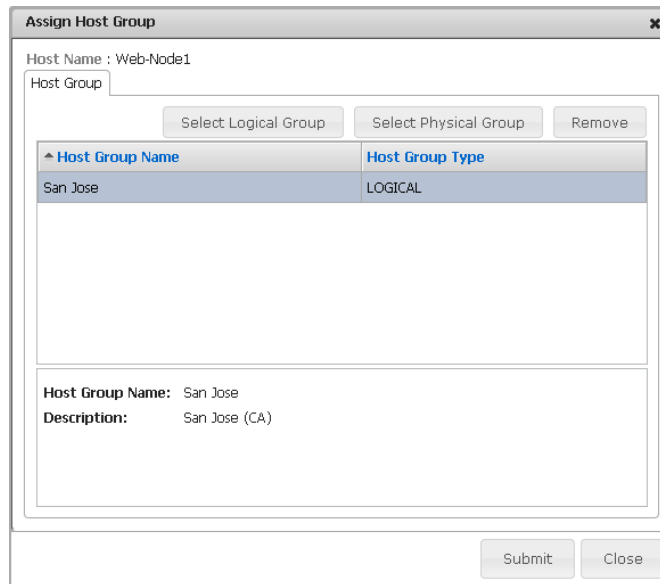 Assign Host Group
Host Name : Web-Node1
Host Group
Select Logical Group Select Physical Group Remove
Host Group Name Host Group Type
San Jose LOGICAL
Host Group Name: San Jose
Description: San Jose (CA)
Submit Close